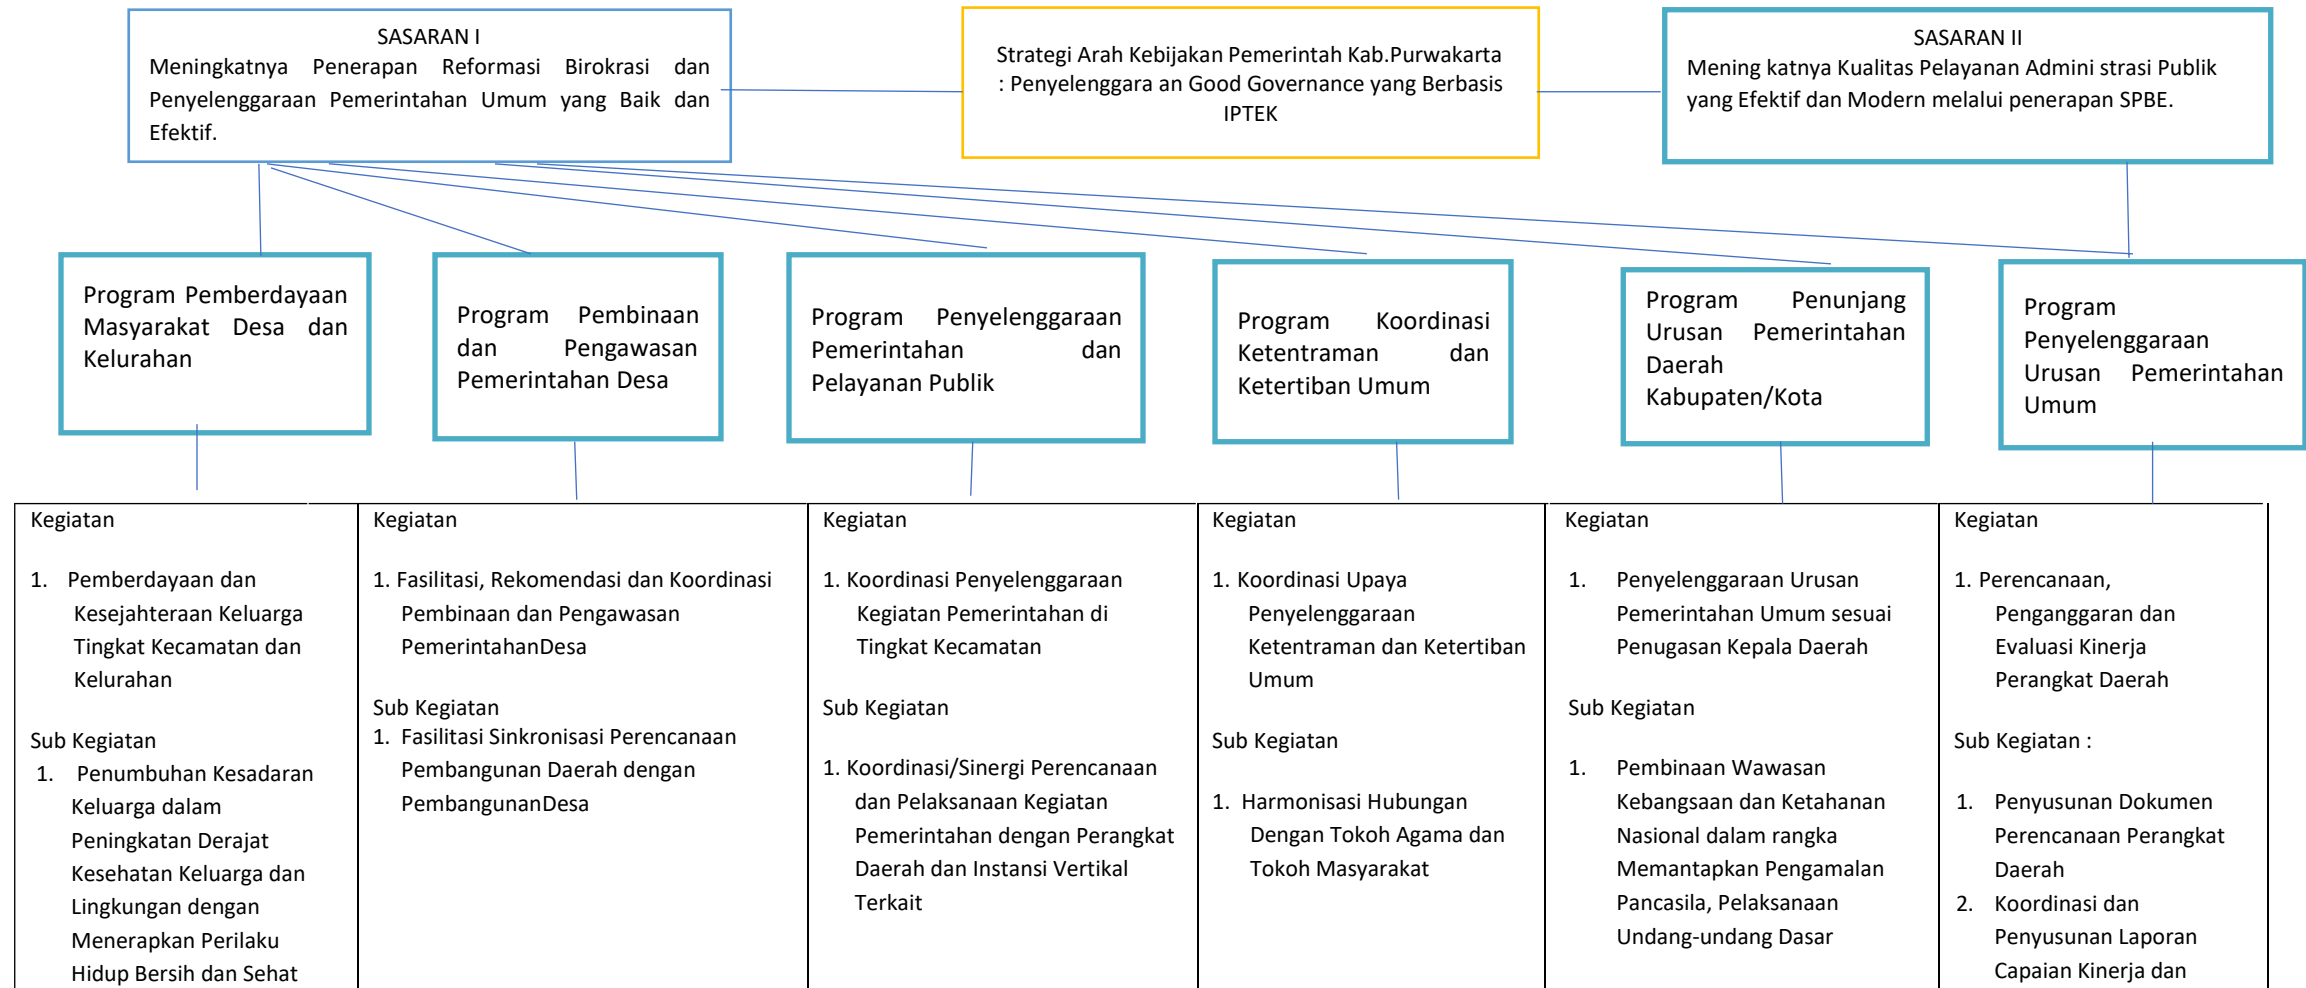 SASARAN I
Meningkatnya Penerapan Reformasi Birokrasi dan
Penyelenggaraan Pemerintahan Umum yang Baik dan
Efektif.
Strategi Arah Kebijakan Pemerintah Kab.Purwakarta
: Penyelenggara an Good Governance yang Berbasis
IPTEK
SASARAN II
Mening katnya Kualitas Pelayanan Admini strasi Publik
yang Efektif dan Modern melalui penerapan SPBE.
Program Pemberdayaan
Masyarakat Desa dan
Kelurahan
Program Pembinaan
dan Pengawasan
Pemerintahan Desa
Program Penyelenggaraan
Pemerintahan dan
Pelayanan Publik
Program Koordinasi
Ketentraman dan
Ketertiban Umum
Program Penunjang
Urusan Pemerintahan
Daerah
Kabupaten/Kota
Program
Penyelenggaraan
Urusan Pemerintahan
Umum
Kegiatan
1. Pemberdayaan dan
Kesejahteraan Keluarga
Tingkat Kecamatan dan
Kelurahan
Sub Kegiatan
1. Penumbuhan Kesadaran
Keluarga dalam
Peningkatan Derajat
Kesehatan Keluarga dan
Lingkungan dengan
Menerapkan Perilaku
Hidup Bersih dan Sehat
Kegiatan
1. Fasilitasi, Rekomendasi dan Koordinasi
Pembinaan dan Pengawasan
PemerintahanDesa
Sub Kegiatan
1. Fasilitasi Sinkronisasi Perencanaan
Pembangunan Daerah dengan
PembangunanDesa
Kegiatan
1. Koordinasi Penyelenggaraan
Kegiatan Pemerintahan di
Tingkat Kecamatan
Sub Kegiatan
1. Koordinasi/Sinergi Perencanaan
dan Pelaksanaan Kegiatan
Pemerintahan dengan Perangkat
Daerah dan Instansi Vertikal
Terkait
Kegiatan
1. Koordinasi Upaya
Penyelenggaraan
Ketentraman dan Ketertiban
Umum
Sub Kegiatan
1. Harmonisasi Hubungan
Dengan Tokoh Agama dan
Tokoh Masyarakat
Kegiatan
1. Penyelenggaraan Urusan
Pemerintahan Umum sesuai
Penugasan Kepala Daerah
Sub Kegiatan
1. Pembinaan Wawasan
Kebangsaan dan Ketahanan
Nasional dalam rangka
Memantapkan Pengamalan
Pancasila, Pelaksanaan
Undang-undang Dasar
Kegiatan
1. Perencanaan,
Penganggaran dan
Evaluasi Kinerja
Perangkat Daerah
Sub Kegiatan :
1. Penyusunan Dokumen
Perencanaan Perangkat
Daerah
2. Koordinasi dan
Penyusunan Laporan
Capaian Kinerja dan